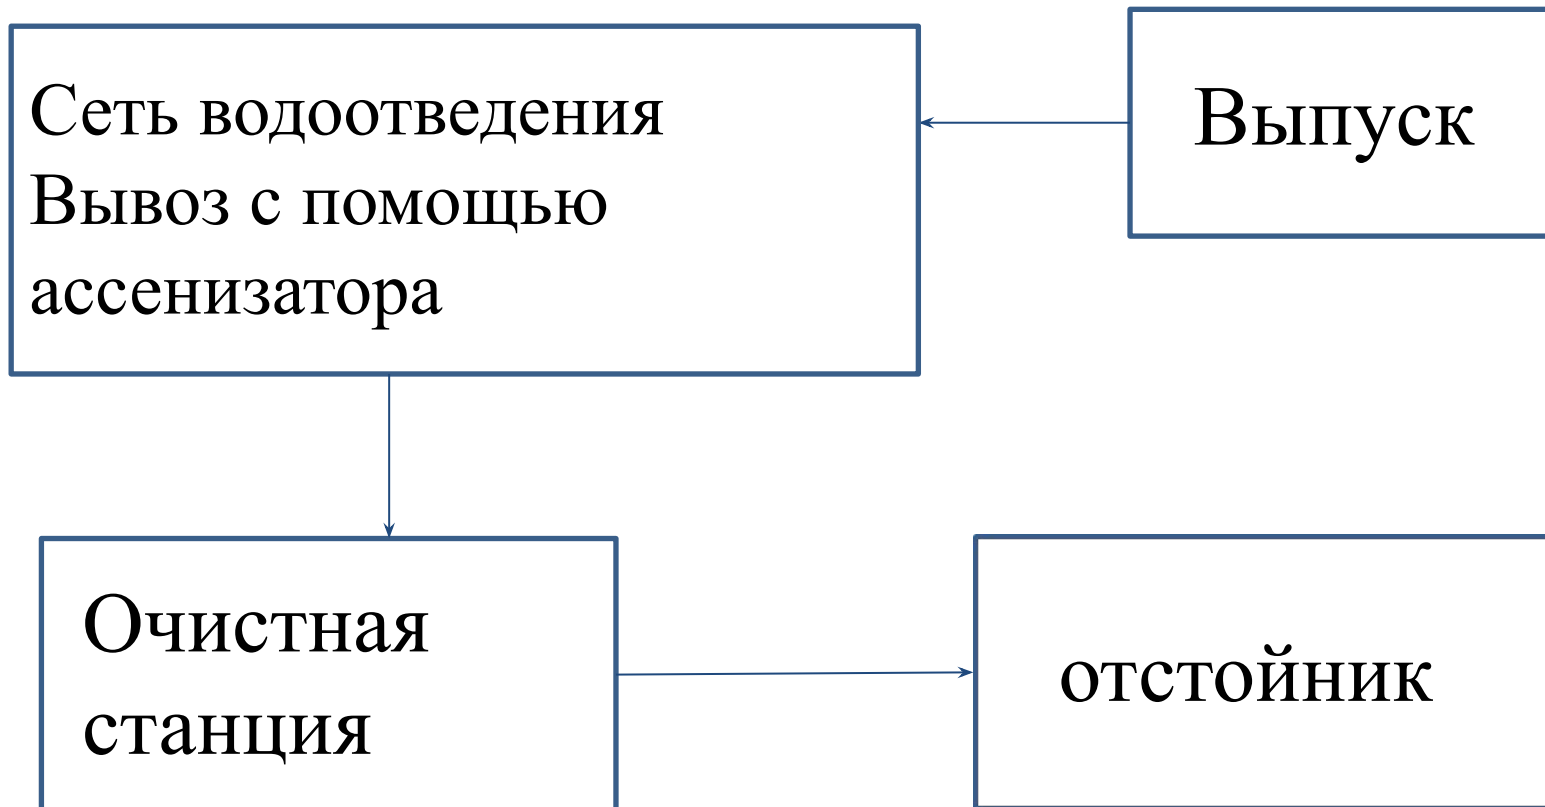 Сеть водоотведения
Вывоз с помощью
ассенизатора
Выпуск
Очистная
станция
отстойник